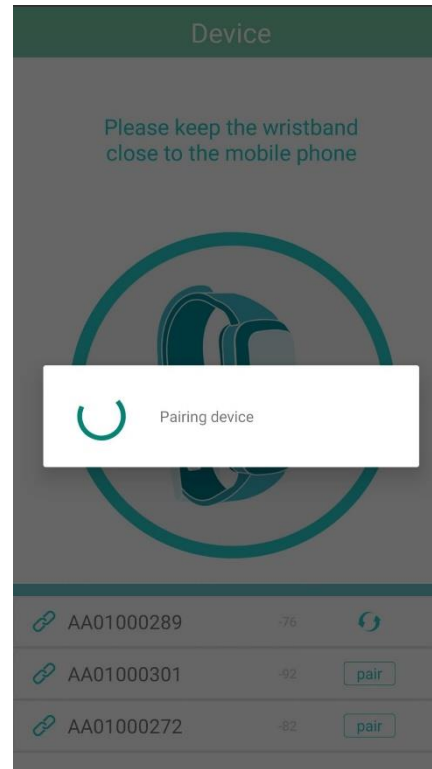 Device
Please keep the wristband
close to the mobile phone
Pairing device
AA01000289 -76
AA01000301 -92 pair
AA01000272 -82 pair